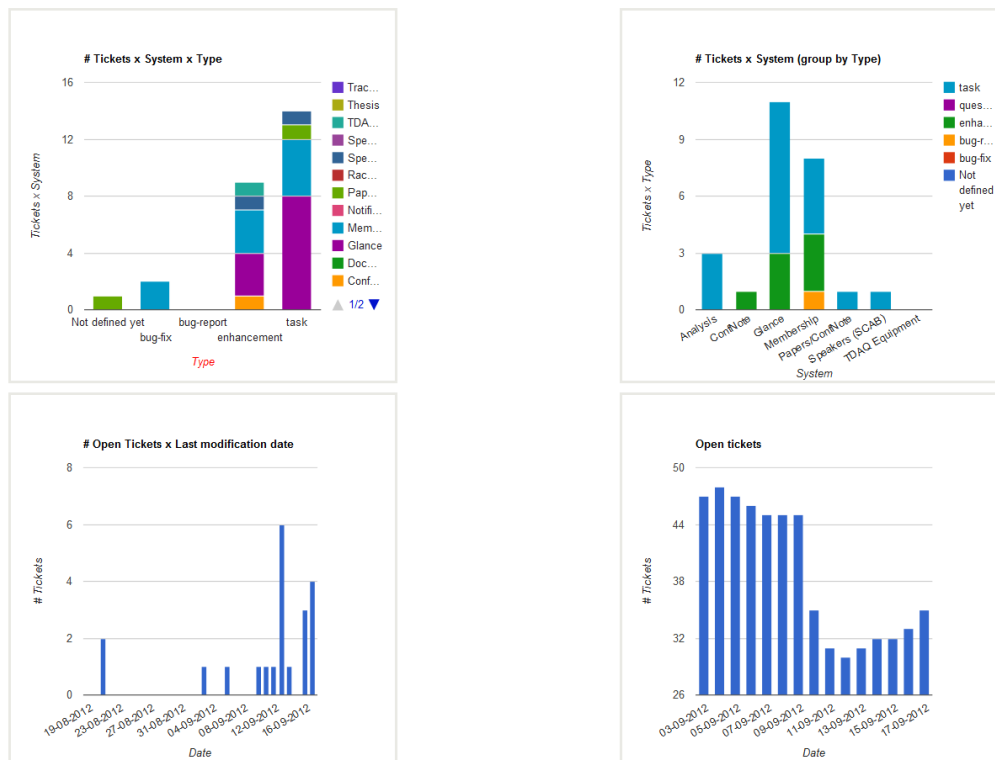 # Tickets x System x Type
16
12
8
4
0
Tickets x System
Not defined yet
bug-fix
bug-report
enhancement
task
Type
Trac...
Thesis
TDA...
Spe...
Spe...
Rac...
Pap...
Notifi...
Mem...
Glance
Doc...
Conf...
1/2
# Tickets x System (group by Type)
12
9
6
3
0
Tickets x Type
Analysis
ConfNote
Glance
Membership
Papers/ConfNote
Speakers (SCAB)
TDAQ Equipment
System
task
ques...
enha...
bug-r...
bug-fix
Not
defined
yet
# Open Tickets x Last modification date
8
6
4
2
0
# Tickets
19-08-2012
23-08-2012
27-08-2012
31-08-2012
04-09-2012
08-09-2012
12-09-2012
16-09-2012
Date
Open tickets
50
44
38
32
26
# Tickets
03-09-2012
05-09-2012
07-09-2012
09-09-2012
11-09-2012
13-09-2012
15-09-2012
17-09-2012
Date